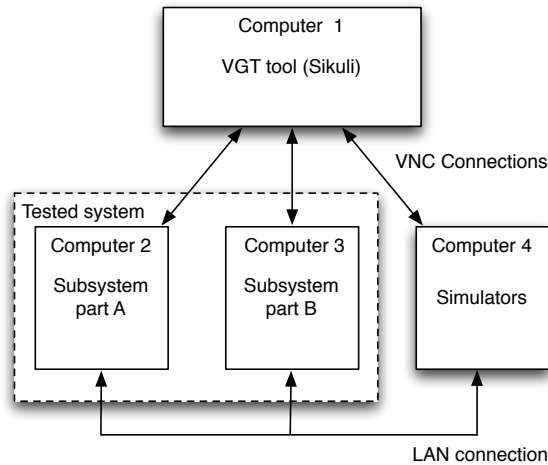 Computer 1
VGT tool (Sikuli)
VNC Connections
Tested system
Computer 2
Subsystem
part A
Computer 3
Subsystem
part B
Computer 4
Simulators
LAN connection